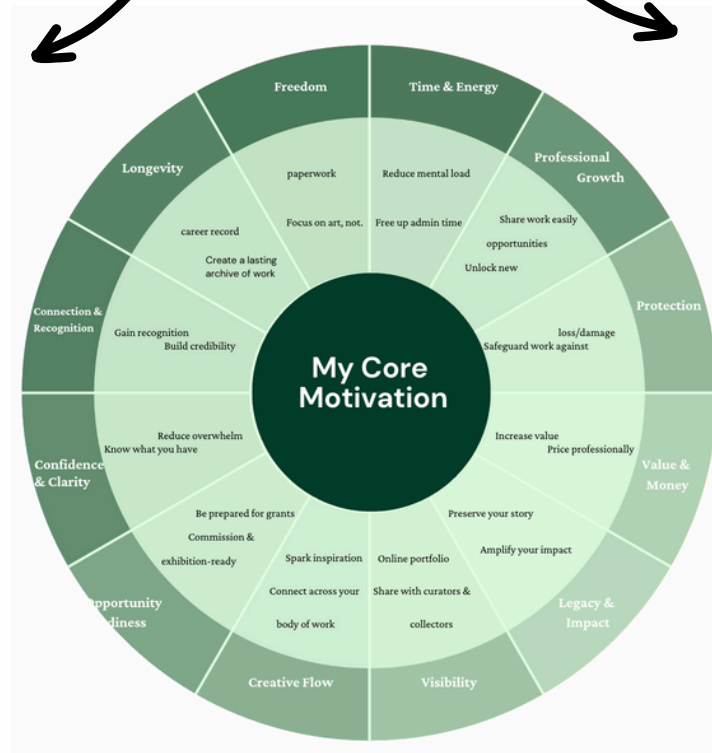 My Core
Motivation
Freedom
paperwork
Focus on art, not.
Time & Energy
Reduce mental load
Free up admin time
Professional
Growth
Share work easily
opportunities
Unlock new
Protection
loss/damage
Safeguard work against
Value &
Money
Increase value
Price professionally
Legacy &
Impact
Preserve your story
Amplify your impact
Visibility
Online portfolio
Share with curators &
collectors
Creative Flow
Spark inspiration
Connect across your
body of work
pportunity
diness
Be prepared for grants
Commission &
exhibition-ready
Confidence
& Clarity
Reduce overwhelm
Know what you have
Connection &
Recognition
Gain recognition
Build credibility
Longevity
career record
Create a lasting
archive of work